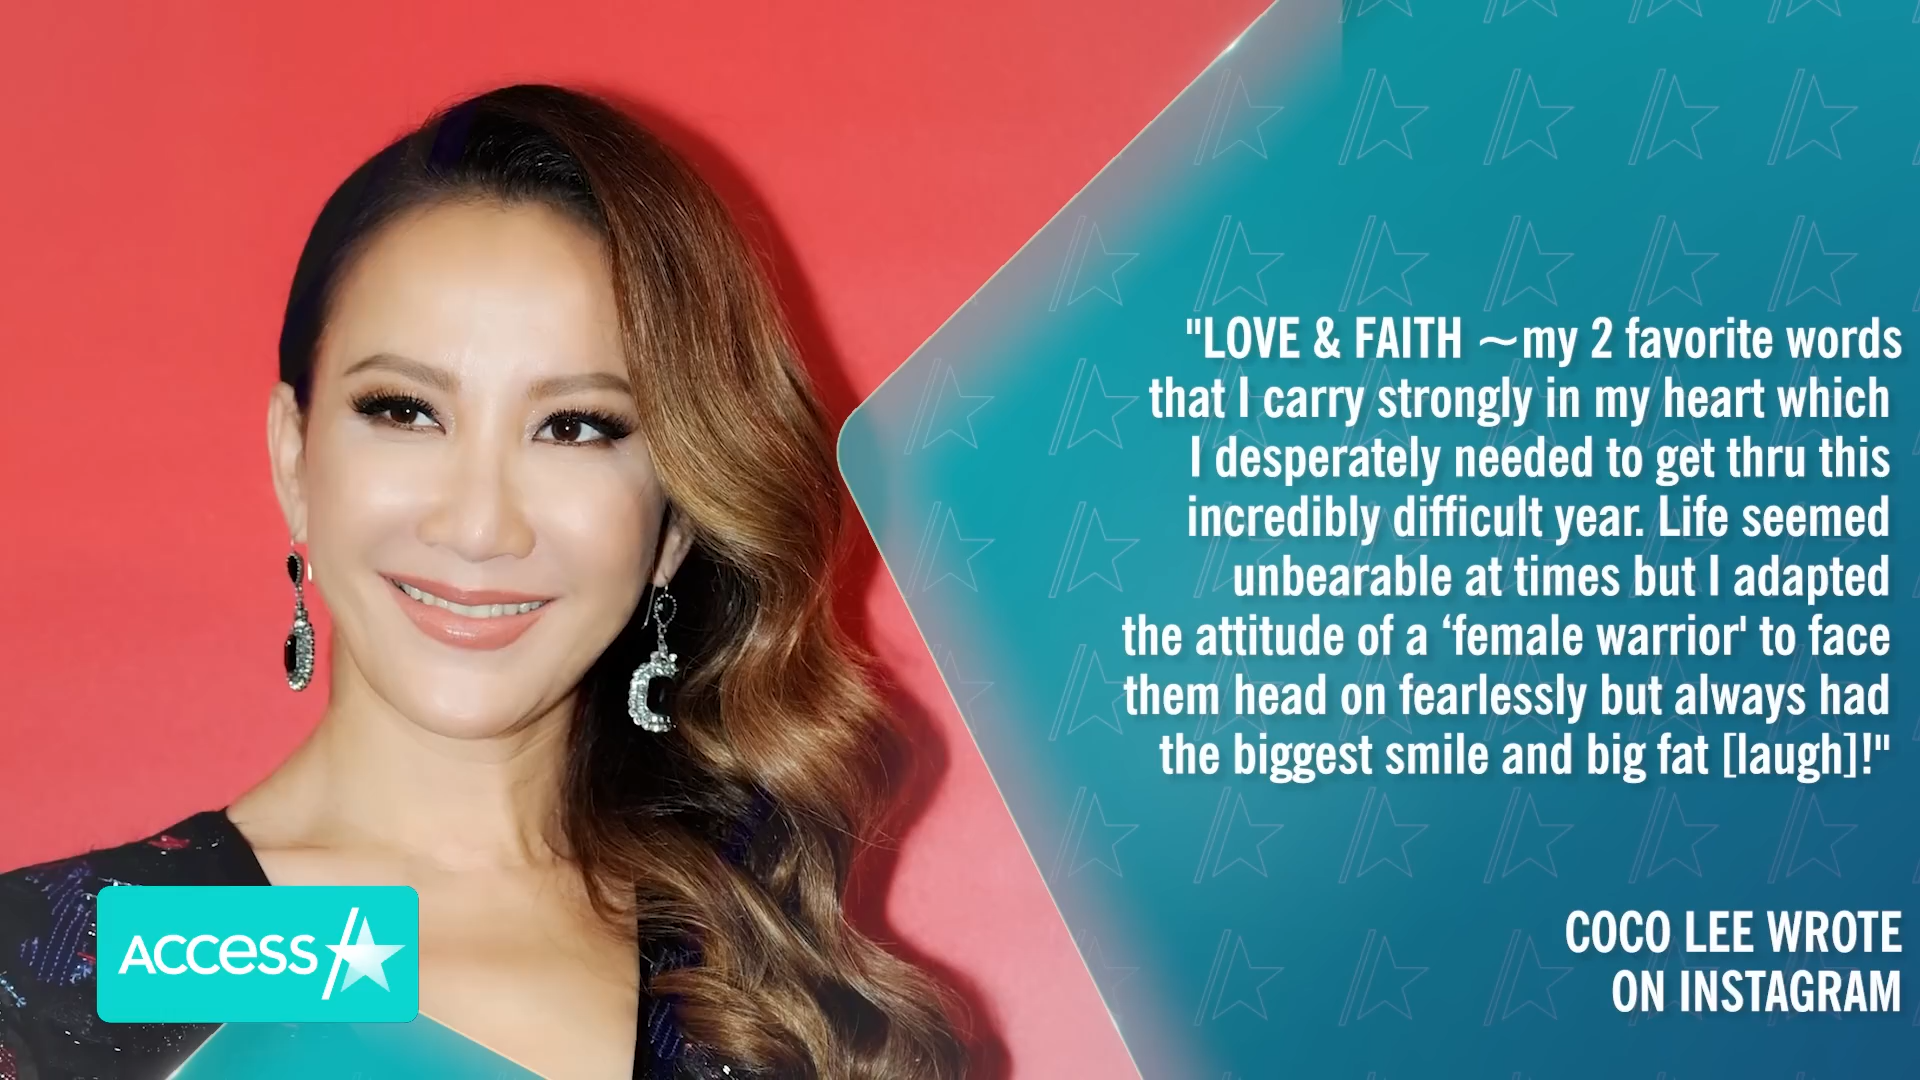 "LOVE & FAITH ~my 2 favorite words
that I carry strongly in my heart which
I desperately needed to get thru this
incredibly difficult year. Life seemed
unbearable at times but I adapted
the attitude of a ‘female warrior' to face
them head on fearlessly but always had
the biggest smile and big fat [laugh]!"
COCO LEE WROTE
ON INSTAGRAM
ACCESS